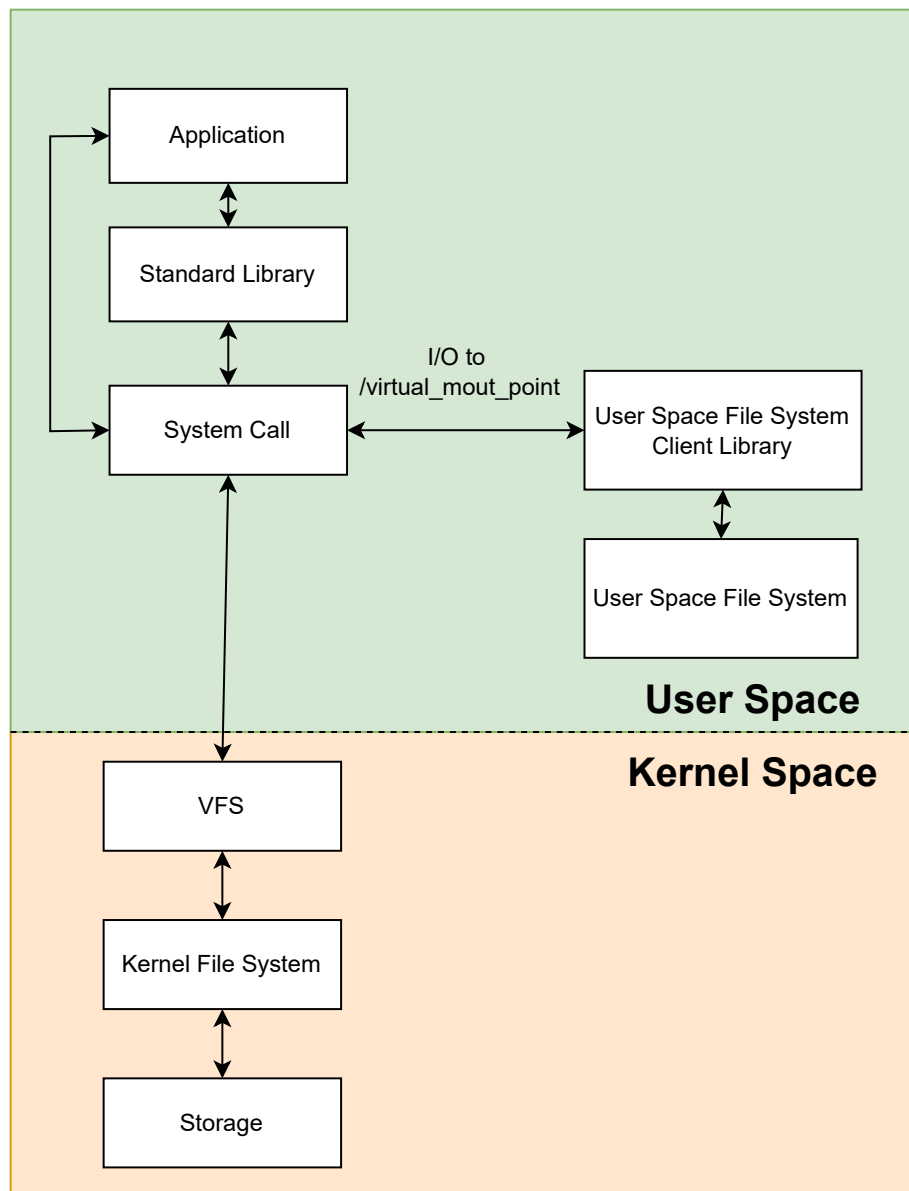 Application
Standard Library
I/O to
/virtual_mout_point
System Call
User Space File System
Client Library
User Space File System
User Space
Kernel Space
VFS
Kernel File System
Storage